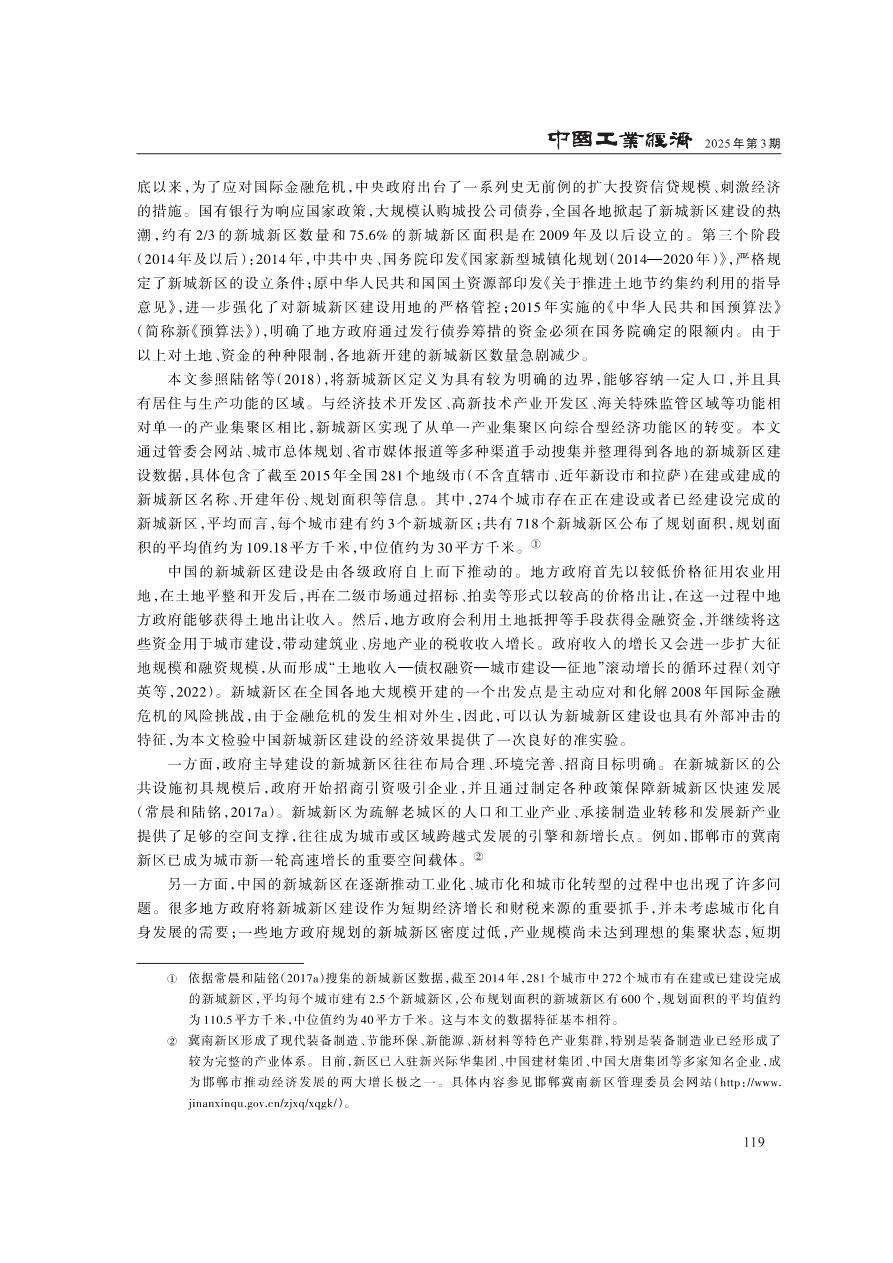 中国工業經濟 2025年第3期
底以来,为了应对国际金融危机,中央政府出台了一系列史无前例的扩大投资信贷规模、刺激经济
的措施。国有银行为响应国家政策,大规模认购城投公司债券,全国各地掀起了新城新区建设的热
潮,约有 2/3 的新城新区数量和 75.6% 的新城新区面积是在 2009 年及以后设立的。第三个阶段
(2014 年及以后):2014 年,中共中央、国务院印发《国家新型城镇化规划(2014—2020 年)》,严格规
定了新城新区的设立条件;原中华人民共和国国土资源部印发《关于推进土地节约集约利用的指导
意见》,进一步强化了对新城新区建设用地的严格管控;2015 年实施的《中华人民共和国预算法》
(简称新《预算法》),明确了地方政府通过发行债券筹措的资金必须在国务院确定的限额内。由于
以上对土地、资金的种种限制,各地新开建的新城新区数量急剧减少。
本文参照陆铭等(2018),将新城新区定义为具有较为明确的边界,能够容纳一定人口,并且具
有居住与生产功能的区域。与经济技术开发区、高新技术产业开发区、海关特殊监管区域等功能相
对单一的产业集聚区相比,新城新区实现了从单一产业集聚区向综合型经济功能区的转变。本文
通过管委会网站、城市总体规划、省市媒体报道等多种渠道手动搜集并整理得到各地的新城新区建
设数据,具体包含了截至 2015 年全国 281 个地级市(不含直辖市、近年新设市和拉萨)在建或建成的
新城新区名称、开建年份、规划面积等信息。其中,274 个城市存在正在建设或者已经建设完成的
新城新区,平均而言,每个城市建有约 3 个新城新区;共有 718 个新城新区公布了规划面积,规划面
积的平均值约为 109.18 平方千米,中位值约为 30 平方千米。①
中国的新城新区建设是由各级政府自上而下推动的。地方政府首先以较低价格征用农业用
地,在土地平整和开发后,再在二级市场通过招标、拍卖等形式以较高的价格出让,在这一过程中地
方政府能够获得土地出让收入。然后,地方政府会利用土地抵押等手段获得金融资金,并继续将这
些资金用于城市建设,带动建筑业、房地产业的税收收入增长。政府收入的增长又会进一步扩大征
地规模和融资规模,从而形成“土地收入—债权融资—城市建设—征地”滚动增长的循环过程(刘守
英等,2022)。新城新区在全国各地大规模开建的一个出发点是主动应对和化解 2008 年国际金融
危机的风险挑战,由于金融危机的发生相对外生,因此,可以认为新城新区建设也具有外部冲击的
特征,为本文检验中国新城新区建设的经济效果提供了一次良好的准实验。
一方面,政府主导建设的新城新区往往布局合理、环境完善、招商目标明确。在新城新区的公
共设施初具规模后,政府开始招商引资吸引企业,并且通过制定各种政策保障新城新区快速发展
(常晨和陆铭,2017a)。新城新区为疏解老城区的人口和工业产业、承接制造业转移和发展新产业
提供了足够的空间支撑,往往成为城市或区域跨越式发展的引擎和新增长点。例如,邯郸市的冀南
新区已成为城市新一轮高速增长的重要空间载体。②
另一方面,中国的新城新区在逐渐推动工业化、城市化和城市化转型的过程中也出现了许多问
题。很多地方政府将新城新区建设作为短期经济增长和财税来源的重要抓手,并未考虑城市化自
身发展的需要;一些地方政府规划的新城新区密度过低,产业规模尚未达到理想的集聚状态,短期
① 依据常晨和陆铭(2017a)搜集的新城新区数据,截至 2014 年,281 个城市中 272 个城市有在建或已建设完成
的新城新区,平均每个城市建有 2.5 个新城新区,公布规划面积的新城新区有 600 个,规划面积的平均值约
为 110.5 平方千米,中位值约为 40 平方千米。这与本文的数据特征基本相符。
② 冀南新区形成了现代装备制造、节能环保、新能源、新材料等特色产业集群,特别是装备制造业已经形成了
较为完整的产业体系。目前,新区已入驻新兴际华集团、中国建材集团、中国大唐集团等多家知名企业,成
为邯郸市推动经济发展的两大增长极之一。具体内容参见邯郸冀南新区管理委员会网站(http://www.
jinanxinqu.gov.cn/zjxq/xqgk/)。
119